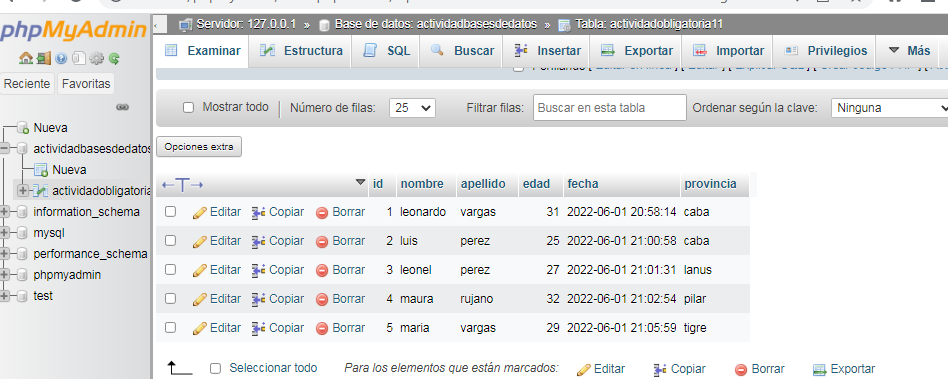 phpMyAdmin
Servidor: 127.0.0.1 » Base de datos: actividadbasesdedatos » Tabla: actividadobligatoria11
Examinar Estructura SQL Buscar Insertar Exportar Importar Privilegios Más
Reciente Favoritas
Mostrar todo Número de filas: 25 Filtrar filas: Buscar en esta tabla Ordenar según la clave: Ninguna
Nueva
actividadbasesdedatos
Nueva
actividadobligatoria
information_schema
mysql
performance_schema
phpmyadmin
test
Opciones extra
id nombre apellido edad fecha provincia
Editar Copiar Borrar 1 leonardo vargas 31 2022-06-01 20:58:14 caba
Editar Copiar Borrar 2 luis perez 25 2022-06-01 21:00:58 caba
Editar Copiar Borrar 3 leonel perez 27 2022-06-01 21:01:31 lanus
Editar Copiar Borrar 4 maura rujano 32 2022-06-01 21:02:54 pilar
Editar Copiar Borrar 5 maria vargas 29 2022-06-01 21:05:59 tigre
Seleccionar todo Para los elementos que están marcados: Editar Copiar Borrar Exportar